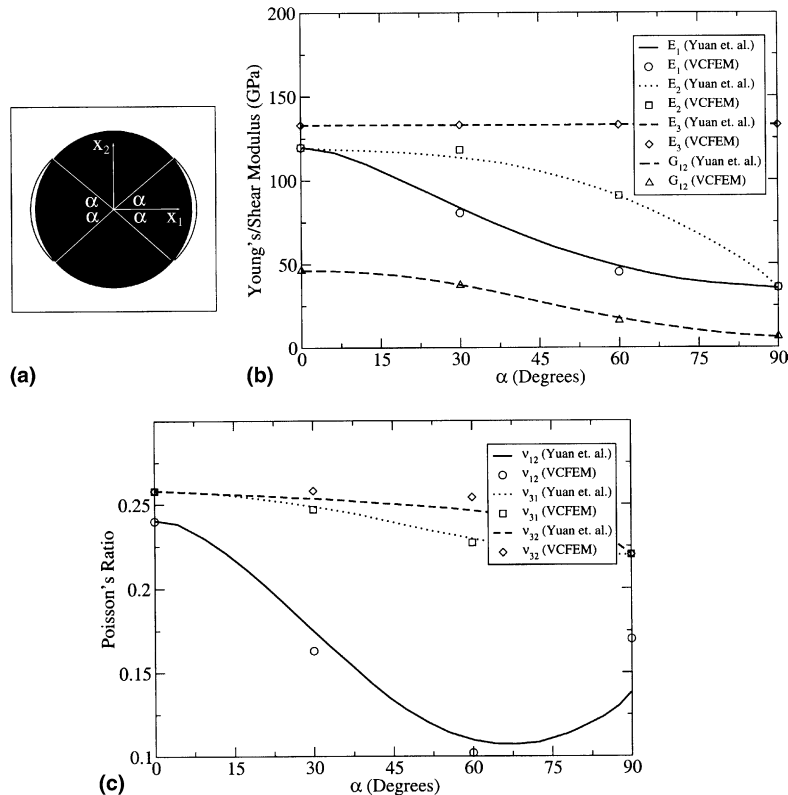 X₂
α α
α α
X₁
(a)
200
150
100
50
0
Young's/Shear Modulus (GPa)
E₁ (Yuan et. al.)
E₁ (VCFEM)
E₂ (Yuan et. al.)
E₂ (VCFEM)
E₃ (Yuan et. al.)
E₃ (VCFEM)
G₁₂ (Yuan et. al.)
G₁₂ (VCFEM)
0 15 30 45 60 75 90
α (Degrees)
(b)
0.25
0.2
0.15
0.1
Poisson's Ratio
ν₁₂ (Yuan et. al.)
ν₁₂ (VCFEM)
ν₃₁ (Yuan et. al.)
ν₃₁ (VCFEM)
ν₃₂ (Yuan et. al.)
ν₃₂ (VCFEM)
0 15 30 45 60 75 90
α (Degrees)
(c)